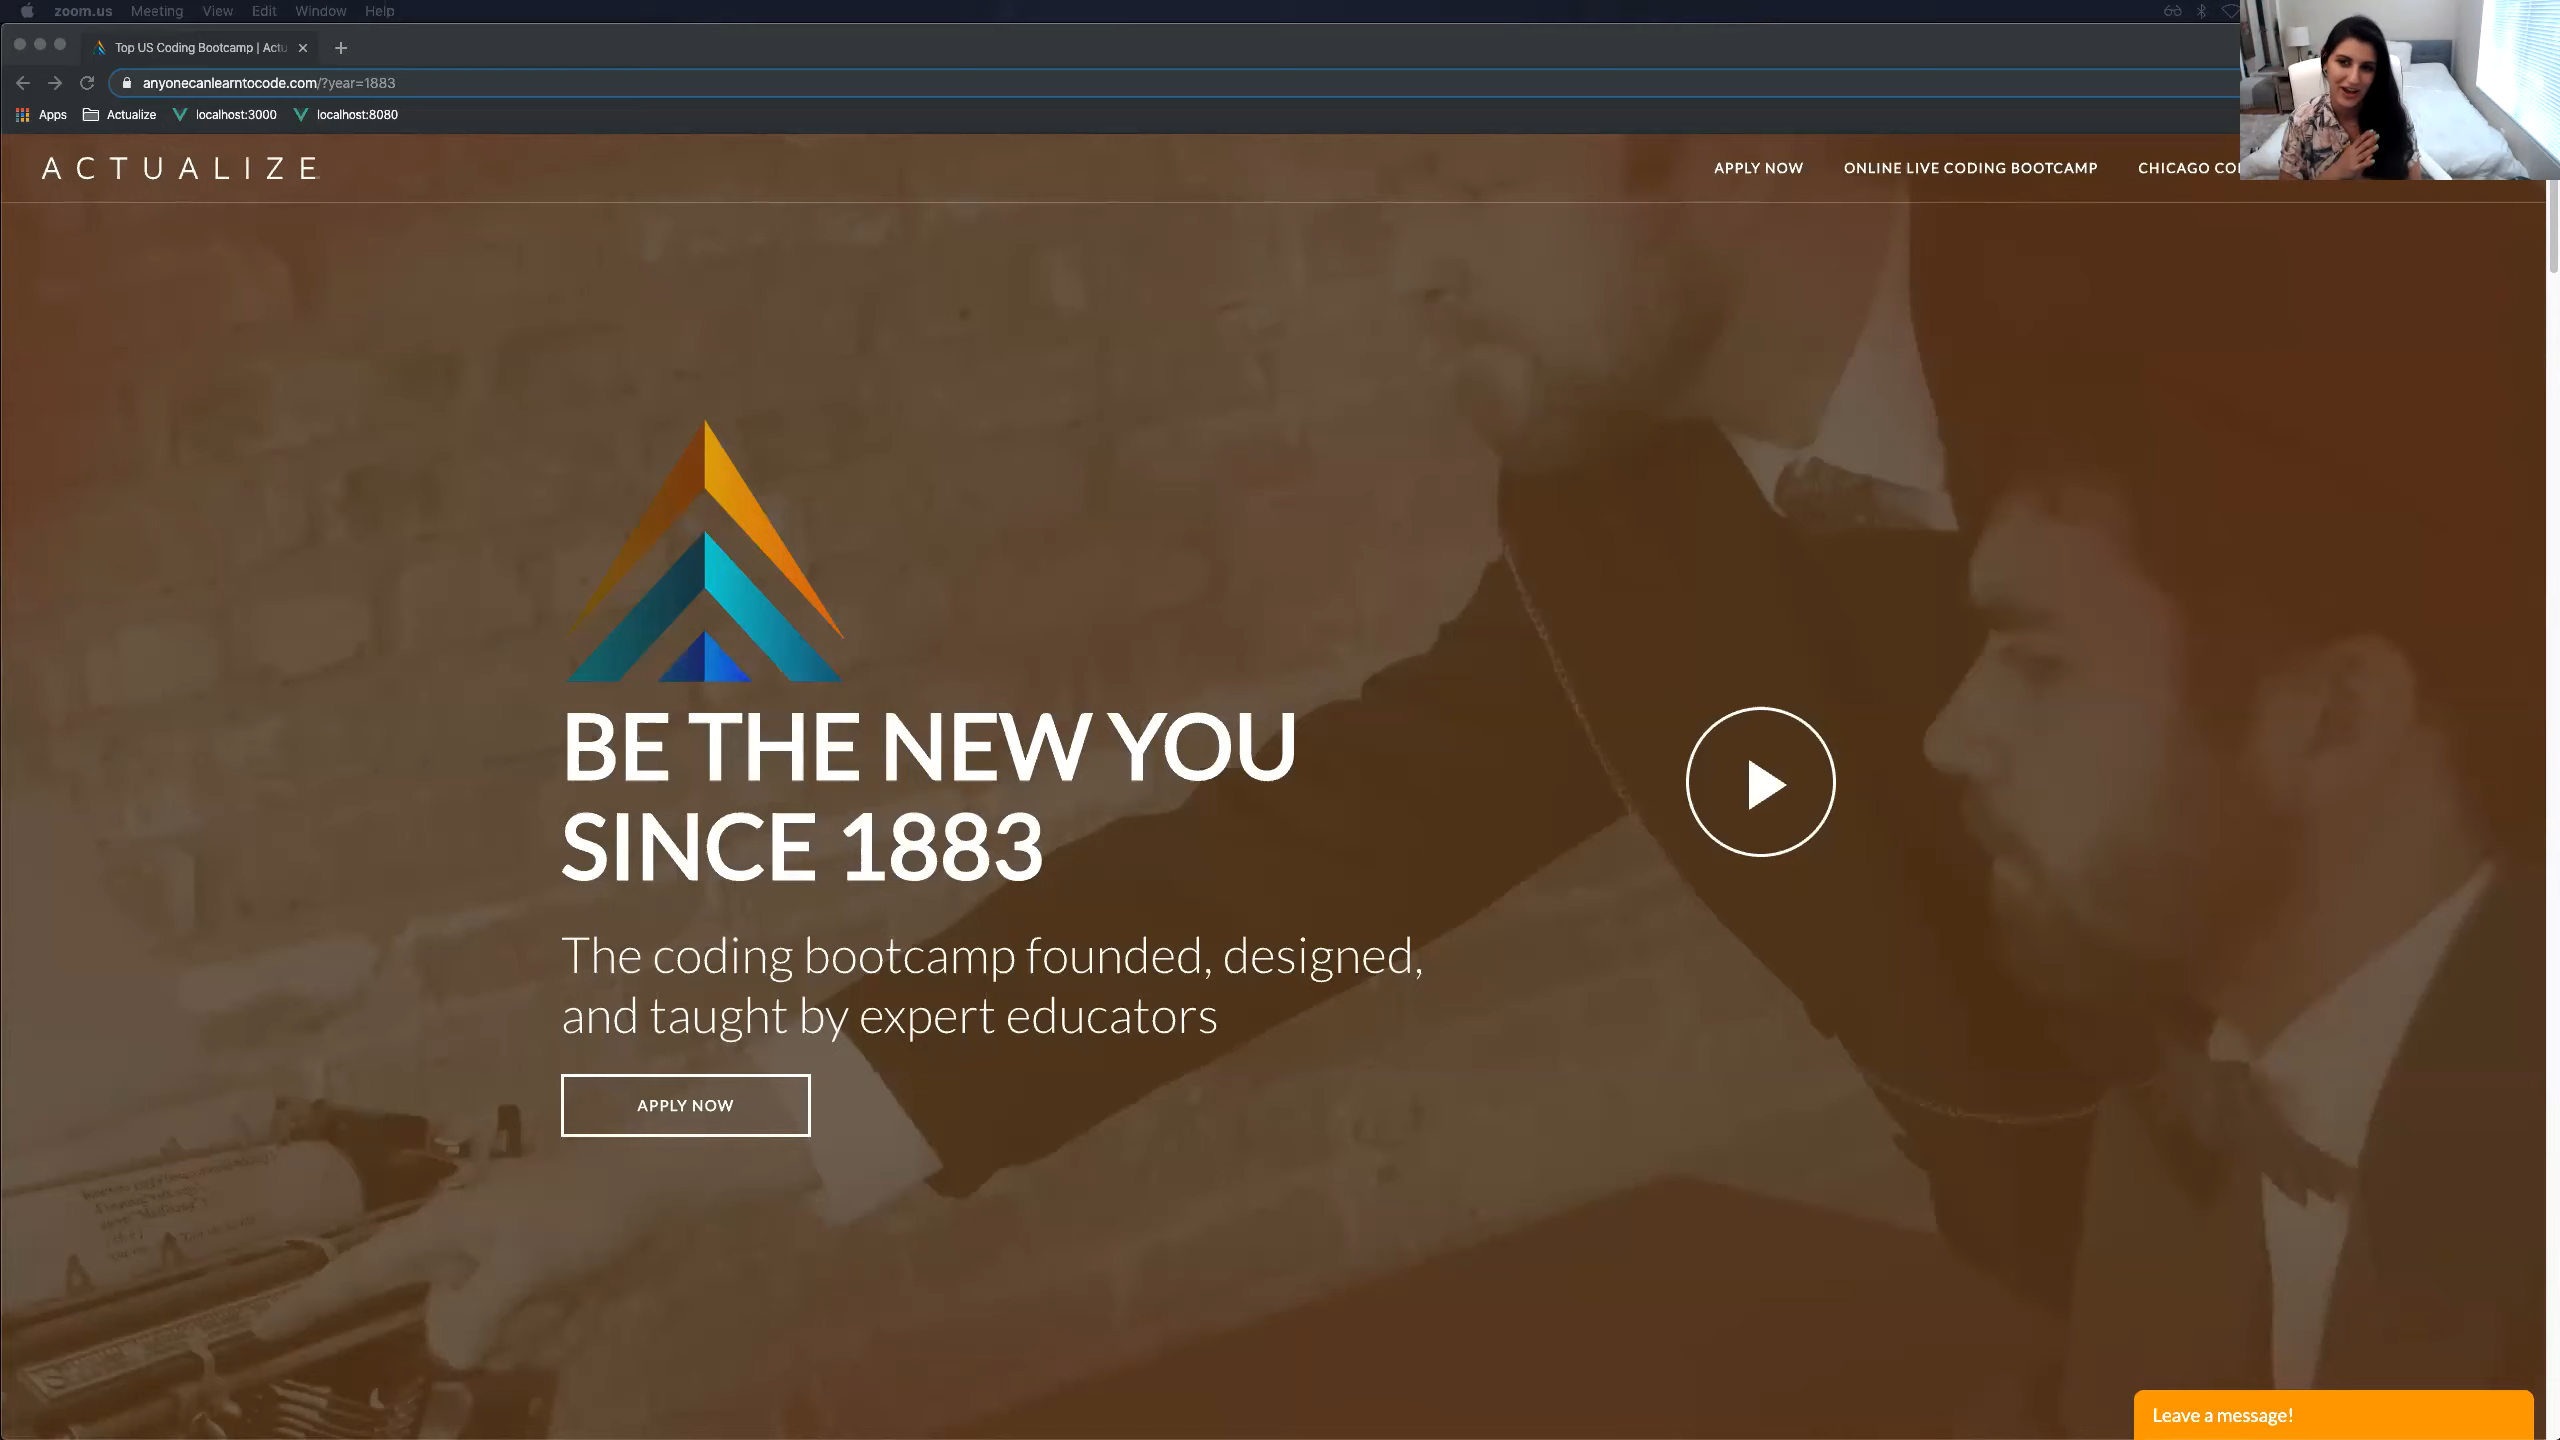 zoom.us Meeting View Edit Window Help
Top US Coding Bootcamp | Actu
anyonecanlearntocode.com/?year=1883
Apps Actualize localhost:3000 localhost:8080
ACTUALIZE
APPLY NOW ONLINE LIVE CODING BOOTCAMP CHICAGO
BE THE NEW YOU
SINCE 1883
The coding bootcamp founded, designed,
and taught by expert educators
APPLY NOW
Leave a message!